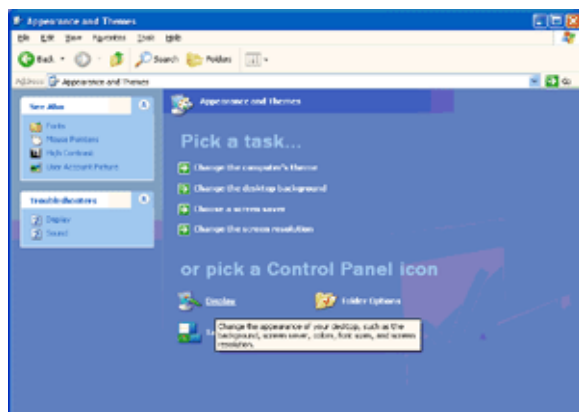 Appearance and Themes
File Edit View Favorites Tools Help
Back Search Folders
Address Appearance and Themes Go
See Also
Fonts
Mouse Pointers
High Contrast
User Account Picture
Troubleshooters
Display
Sound
Appearance and Themes
Pick a task...
Change the computer's theme
Change the desktop background
Choose a screen saver
Change the screen resolution
or pick a Control Panel icon
Display Folder Options
Change the appearance of your desktop, such as the
background, screen saver, colors, font sizes, and screen
resolution.